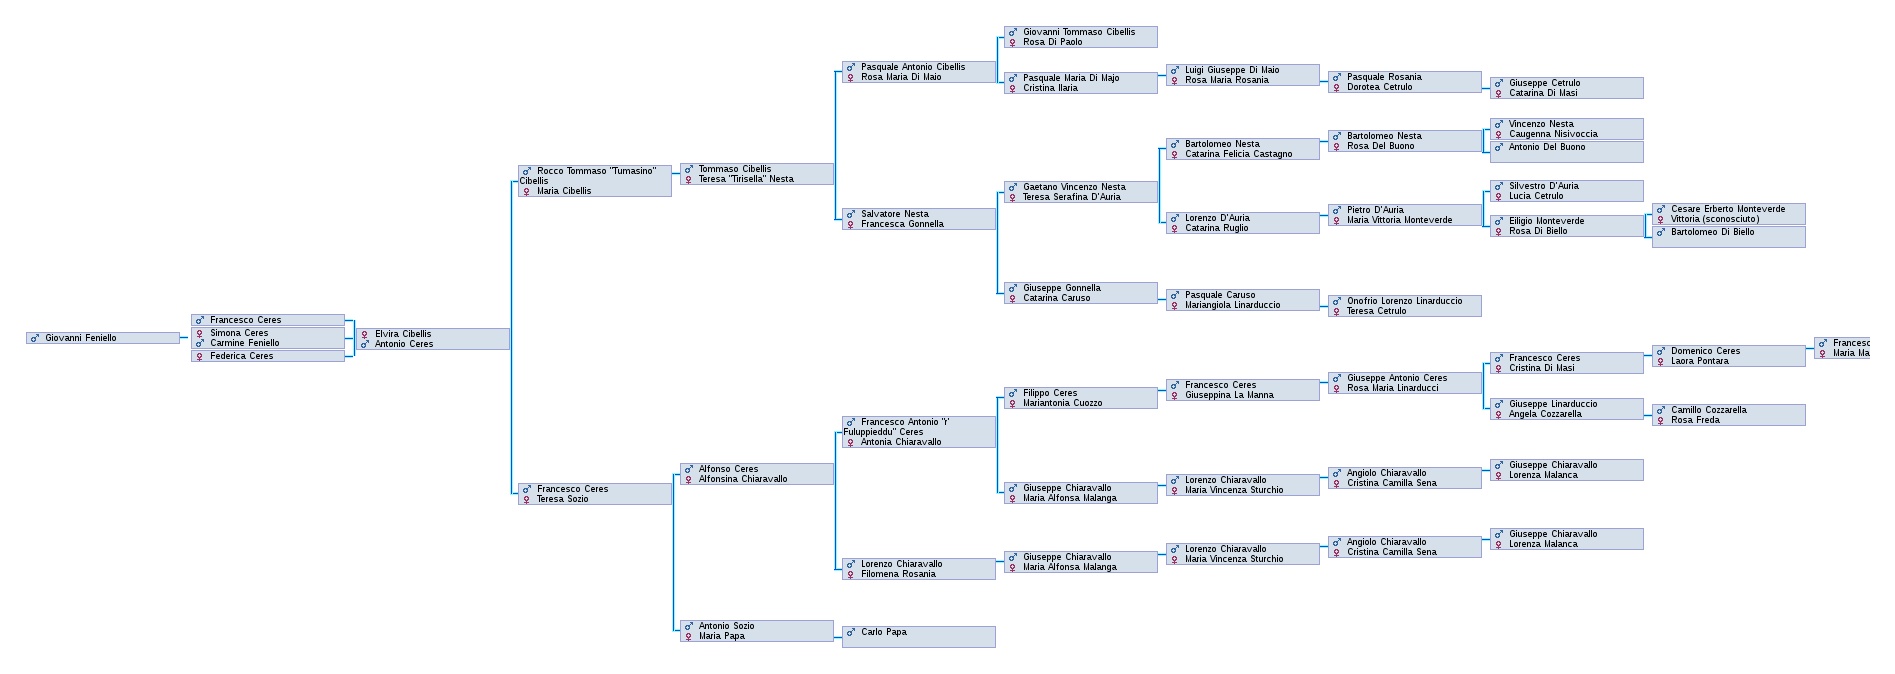 Giovanni Feniello
Francesco Ceres
Simona Ceres
Carmine Feniello
Federica Ceres
Elvira Cibellis
Antonio Ceres
Rocco Tommaso "Tumasino"
Cibellis
Maria Cibellis
Francesco Ceres
Teresa Sozio
Tommaso Cibellis
Teresa "Tirisella" Nesta
Alfonso Ceres
Alfonsina Chiaravallo
Antonio Sozio
Maria Papa
Pasquale Antonio Cibellis
Rosa Maria Di Maio
Salvatore Nesta
Francesca Gonnella
Francesco Antonio "r'
Fuluppieddu" Ceres
Antonia Chiaravallo
Lorenzo Chiaravallo
Filomena Rosania
Carlo Papa
Giovanni Tommaso Cibellis
Rosa Di Paolo
Pasquale Maria Di Majo
Cristina Ilaria
Gaetano Vincenzo Nesta
Teresa Serafina D'Auria
Giuseppe Gonnella
Catarina Caruso
Filippo Ceres
Mariantonia Cuozzo
Giuseppe Chiaravallo
Maria Alfonsa Malanga
Giuseppe Chiaravallo
Maria Alfonsa Malanga
Luigi Giuseppe Di Maio
Rosa Maria Rosania
Bartolomeo Nesta
Catarina Felicia Castagno
Lorenzo D'Auria
Catarina Ruglio
Pasquale Caruso
Mariangiola Linarduccio
Francesco Ceres
Giuseppina La Manna
Lorenzo Chiaravallo
Maria Vincenza Sturchio
Lorenzo Chiaravallo
Maria Vincenza Sturchio
Pasquale Rosania
Dorotea Cetrulo
Bartolomeo Nesta
Rosa Del Buono
Pietro D'Auria
Maria Vittoria Monteverde
Onofrio Lorenzo Linarduccio
Teresa Cetrulo
Giuseppe Antonio Ceres
Rosa Maria Linarducci
Angiolo Chiaravallo
Cristina Camilla Sena
Angiolo Chiaravallo
Cristina Camilla Sena
Giuseppe Cetrulo
Catarina Di Masi
Vincenzo Nesta
Caugenna Nisivoccia
Antonio Del Buono
Silvestro D'Auria
Lucia Cetrulo
Eiligio Monteverde
Rosa Di Biello
Francesco Ceres
Cristina Di Masi
Giuseppe Linarduccio
Angela Cozzarella
Giuseppe Chiaravallo
Lorenza Malanca
Giuseppe Chiaravallo
Lorenza Malanca
Cesare Erberto Monteverde
Vittoria (sconosciuto)
Bartolomeo Di Biello
Domenico Ceres
Laora Pontara
Camillo Cozzarella
Rosa Freda
Francesc
Maria Ma